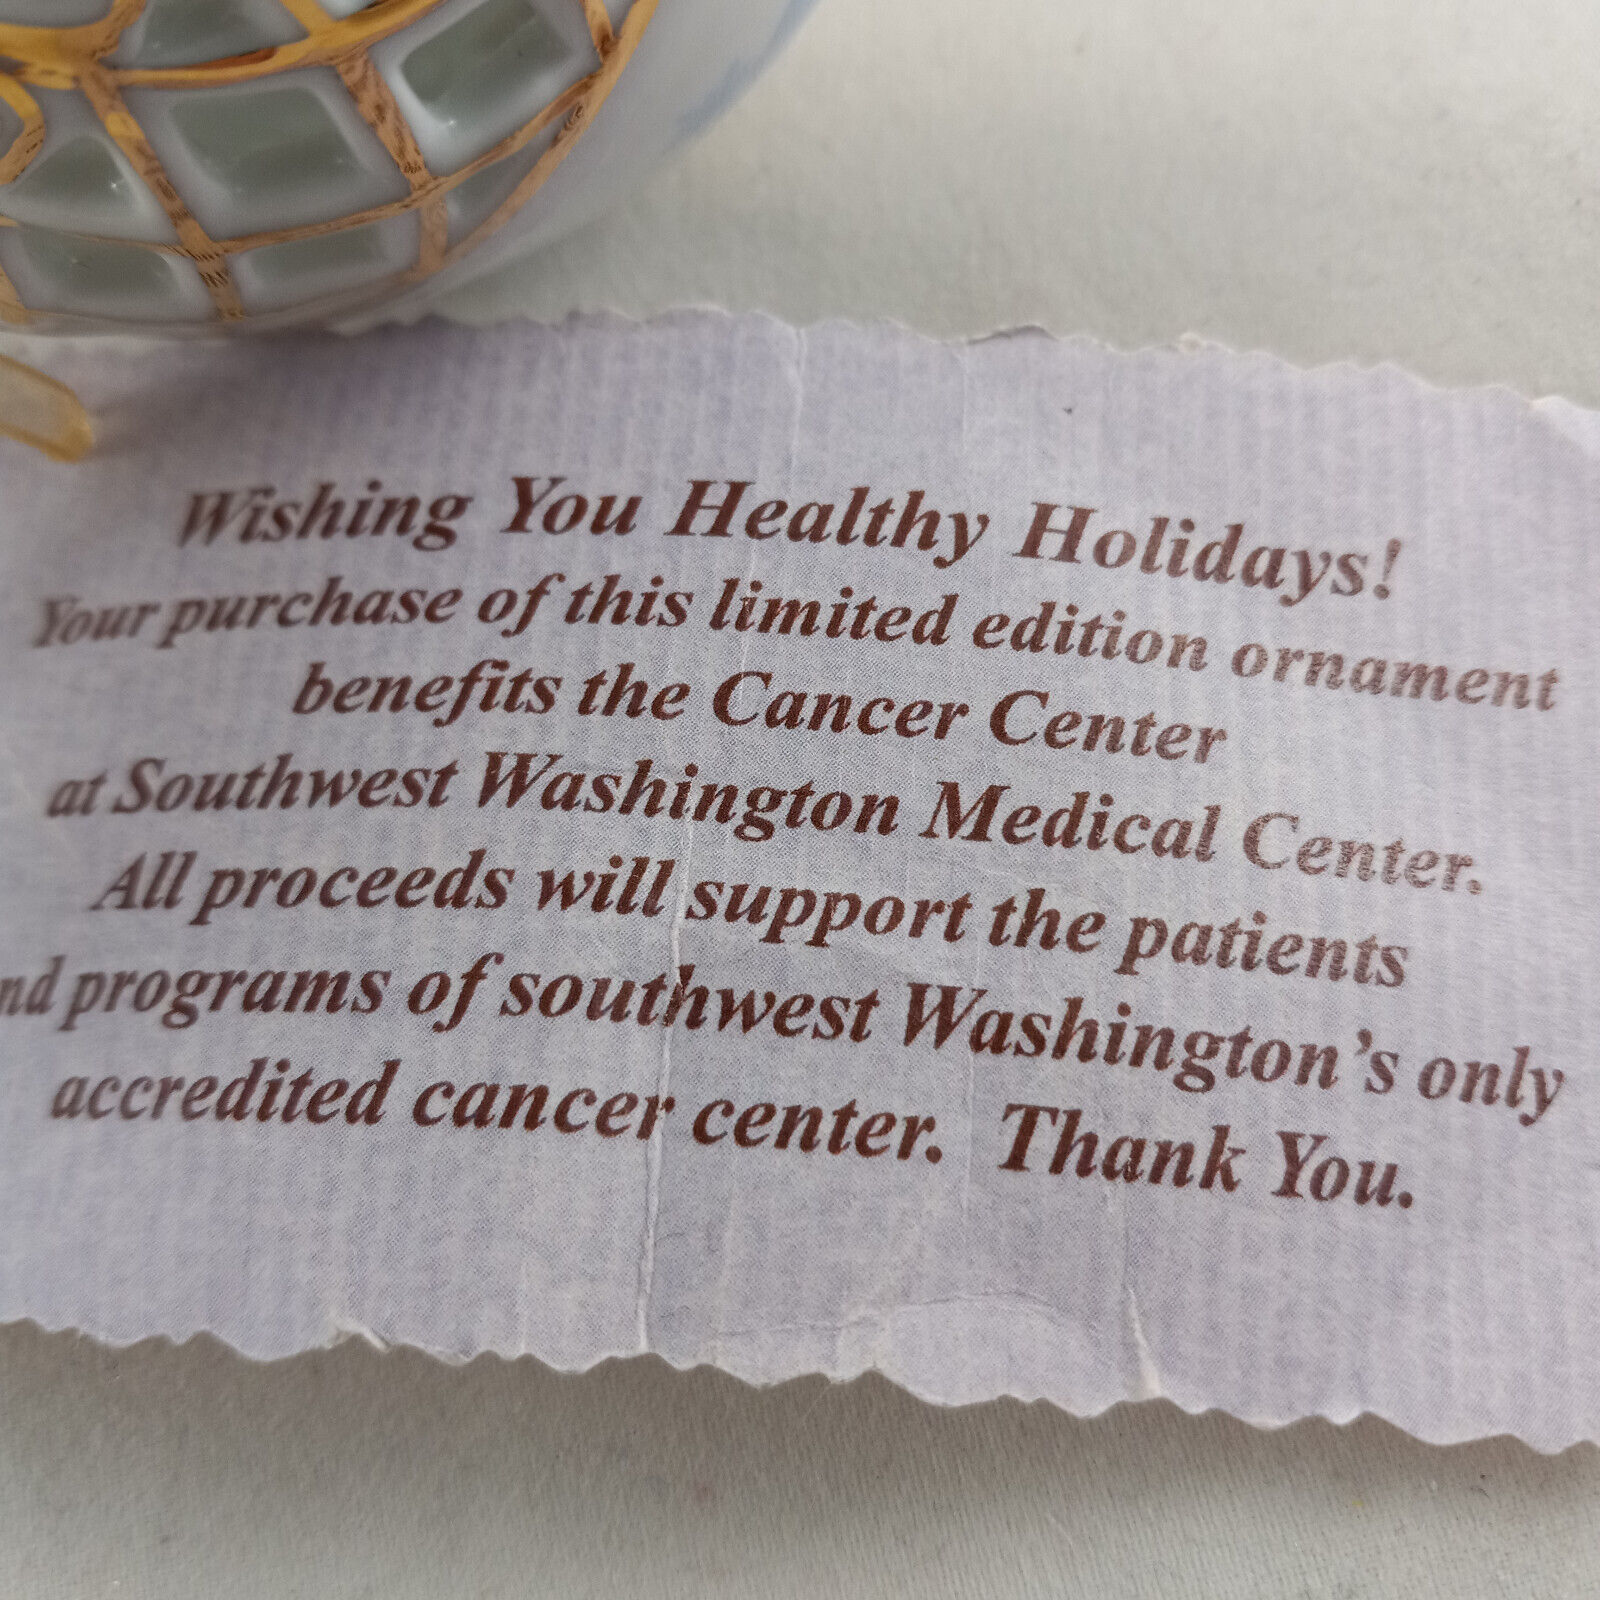 Wishing You Healthy Holidays!
Your purchase of this limited edition ornament
benefits the Cancer Center
at Southwest Washington Medical Center.
All proceeds will support the patients
nd programs of southwest Washington's only
accredited cancer center. Thank You.